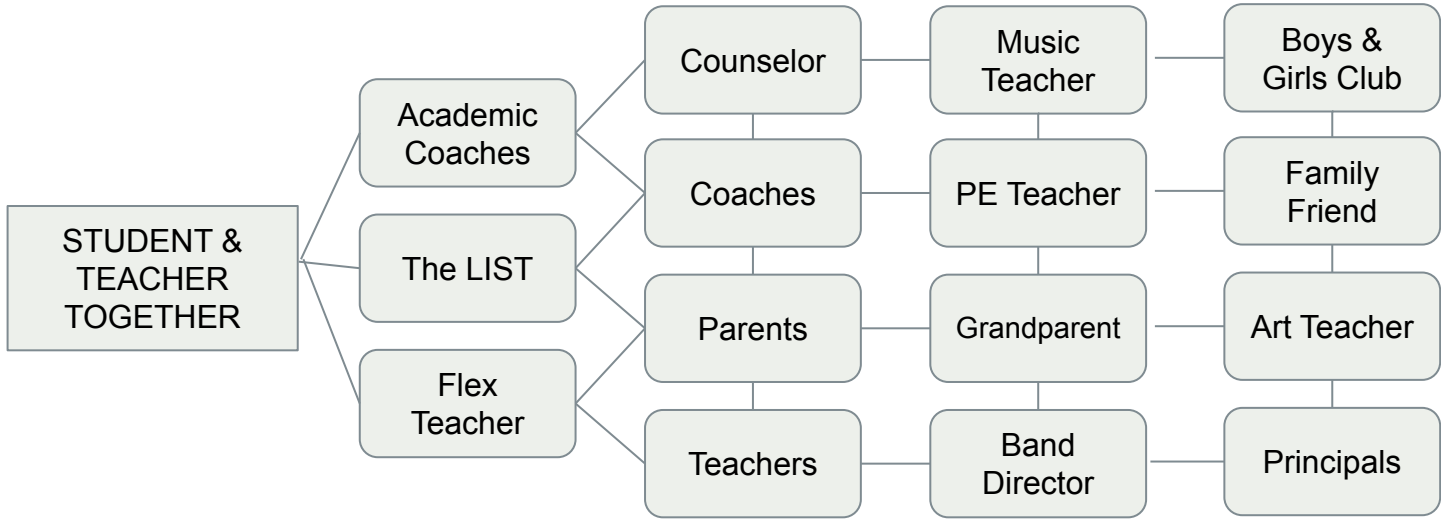 STUDENT &
TEACHER
TOGETHER
Academic
Coaches
The LIST
Flex
Teacher
Counselor
Coaches
Parents
Teachers
Music
Teacher
PE Teacher
Grandparent
Band
Director
Boys &
Girls Club
Family
Friend
Art Teacher
Principals